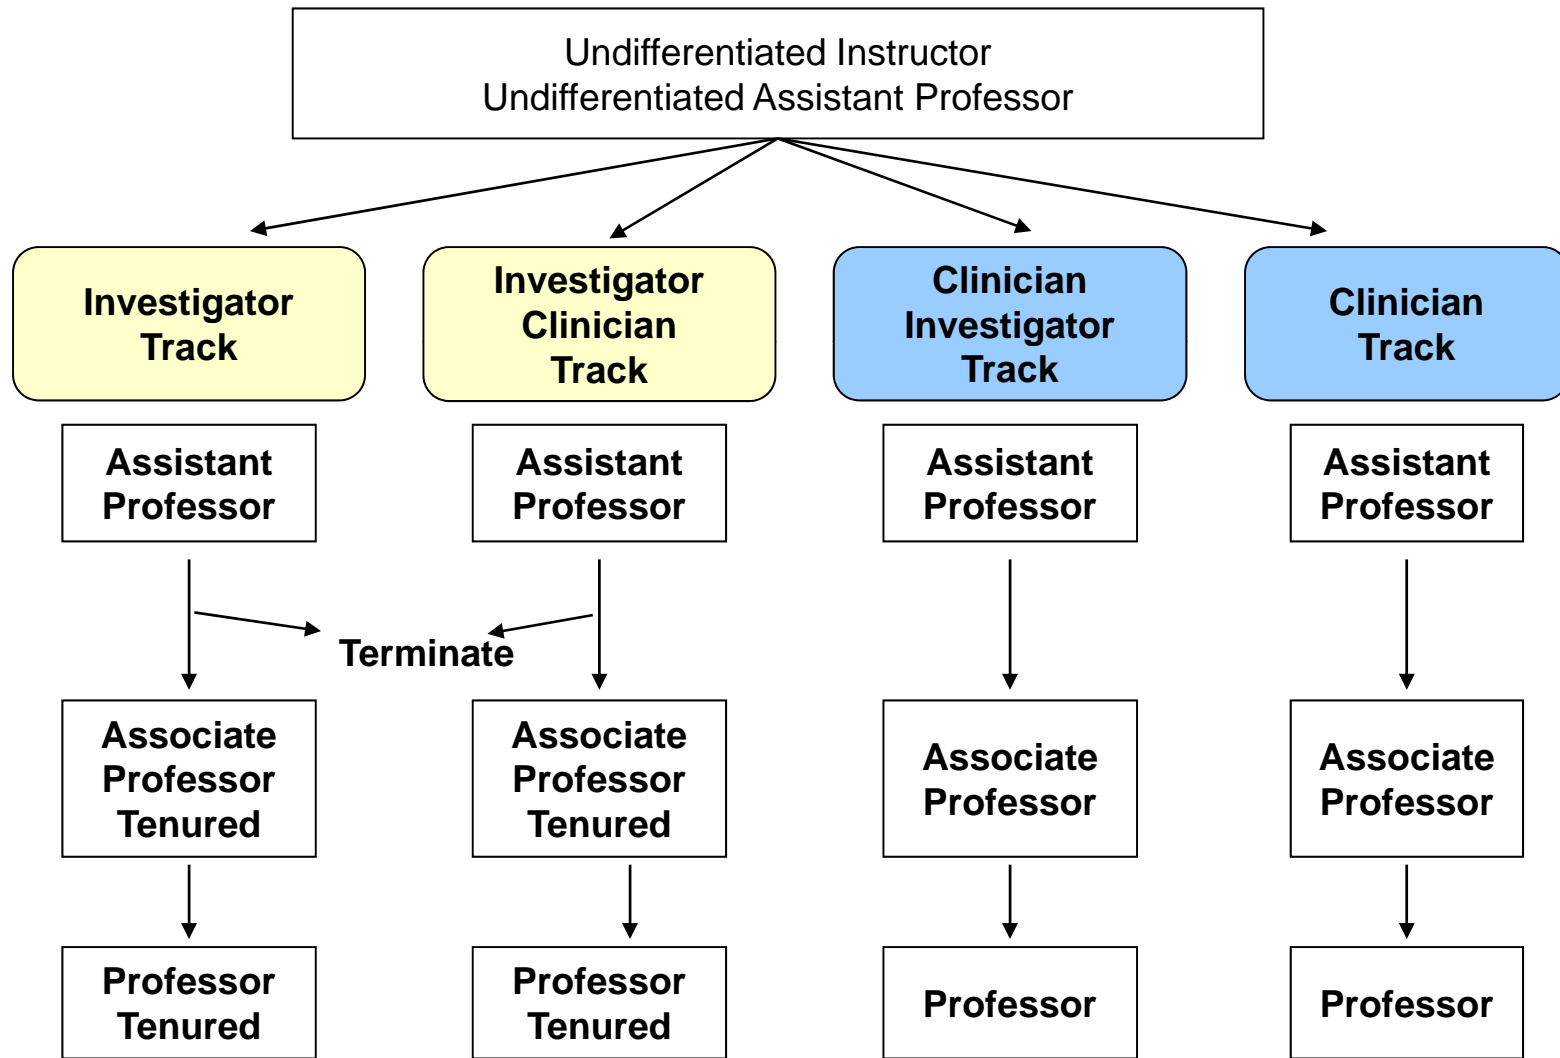 Undifferentiated Instructor
Undifferentiated Assistant Professor
Investigator
Track
Investigator
Clinician
Track
Clinician
Investigator
Track
Clinician
Track
Assistant
Professor
Assistant
Professor
Assistant
Professor
Assistant
Professor
Terminate
Associate
Professor
Tenured
Associate
Professor
Tenured
Associate
Professor
Associate
Professor
Professor
Tenured
Professor
Tenured
Professor
Professor